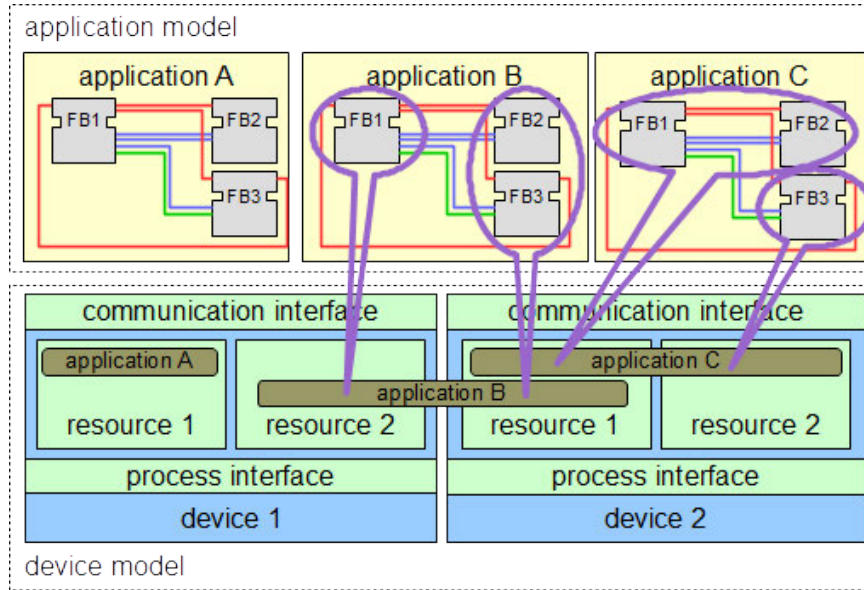 application model
application A
FB1
FB2
FB3
application B
FB1
FB2
FB3
application C
FB1
FB2
FB3
communication interface
communication interface
application A
application B
application C
resource 1
resource 2
resource 1
resource 2
process interface
process interface
device 1
device 2
device model